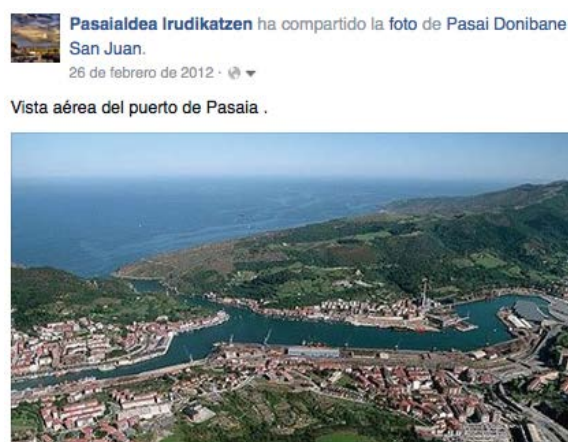 Pasaialdea Irudikatzen ha compartido la foto de Pasai Donibane
San Juan.
26 de febrero de 2012 ·
Vista aérea del puerto de Pasaia .